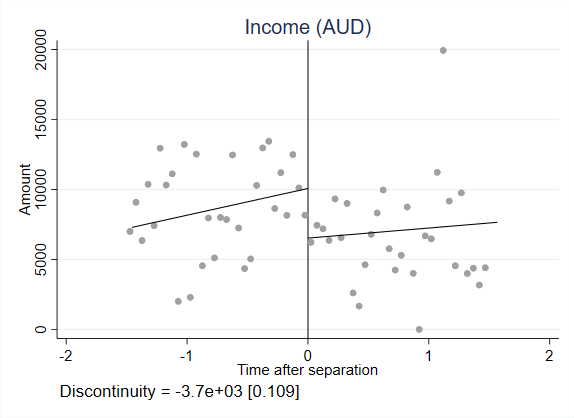 Income (AUD)
20000
15000
10000
5000
0
Amount
-2 -1 0 1 2
Time after separation
Discontinuity = -3.7e+03 [0.109]